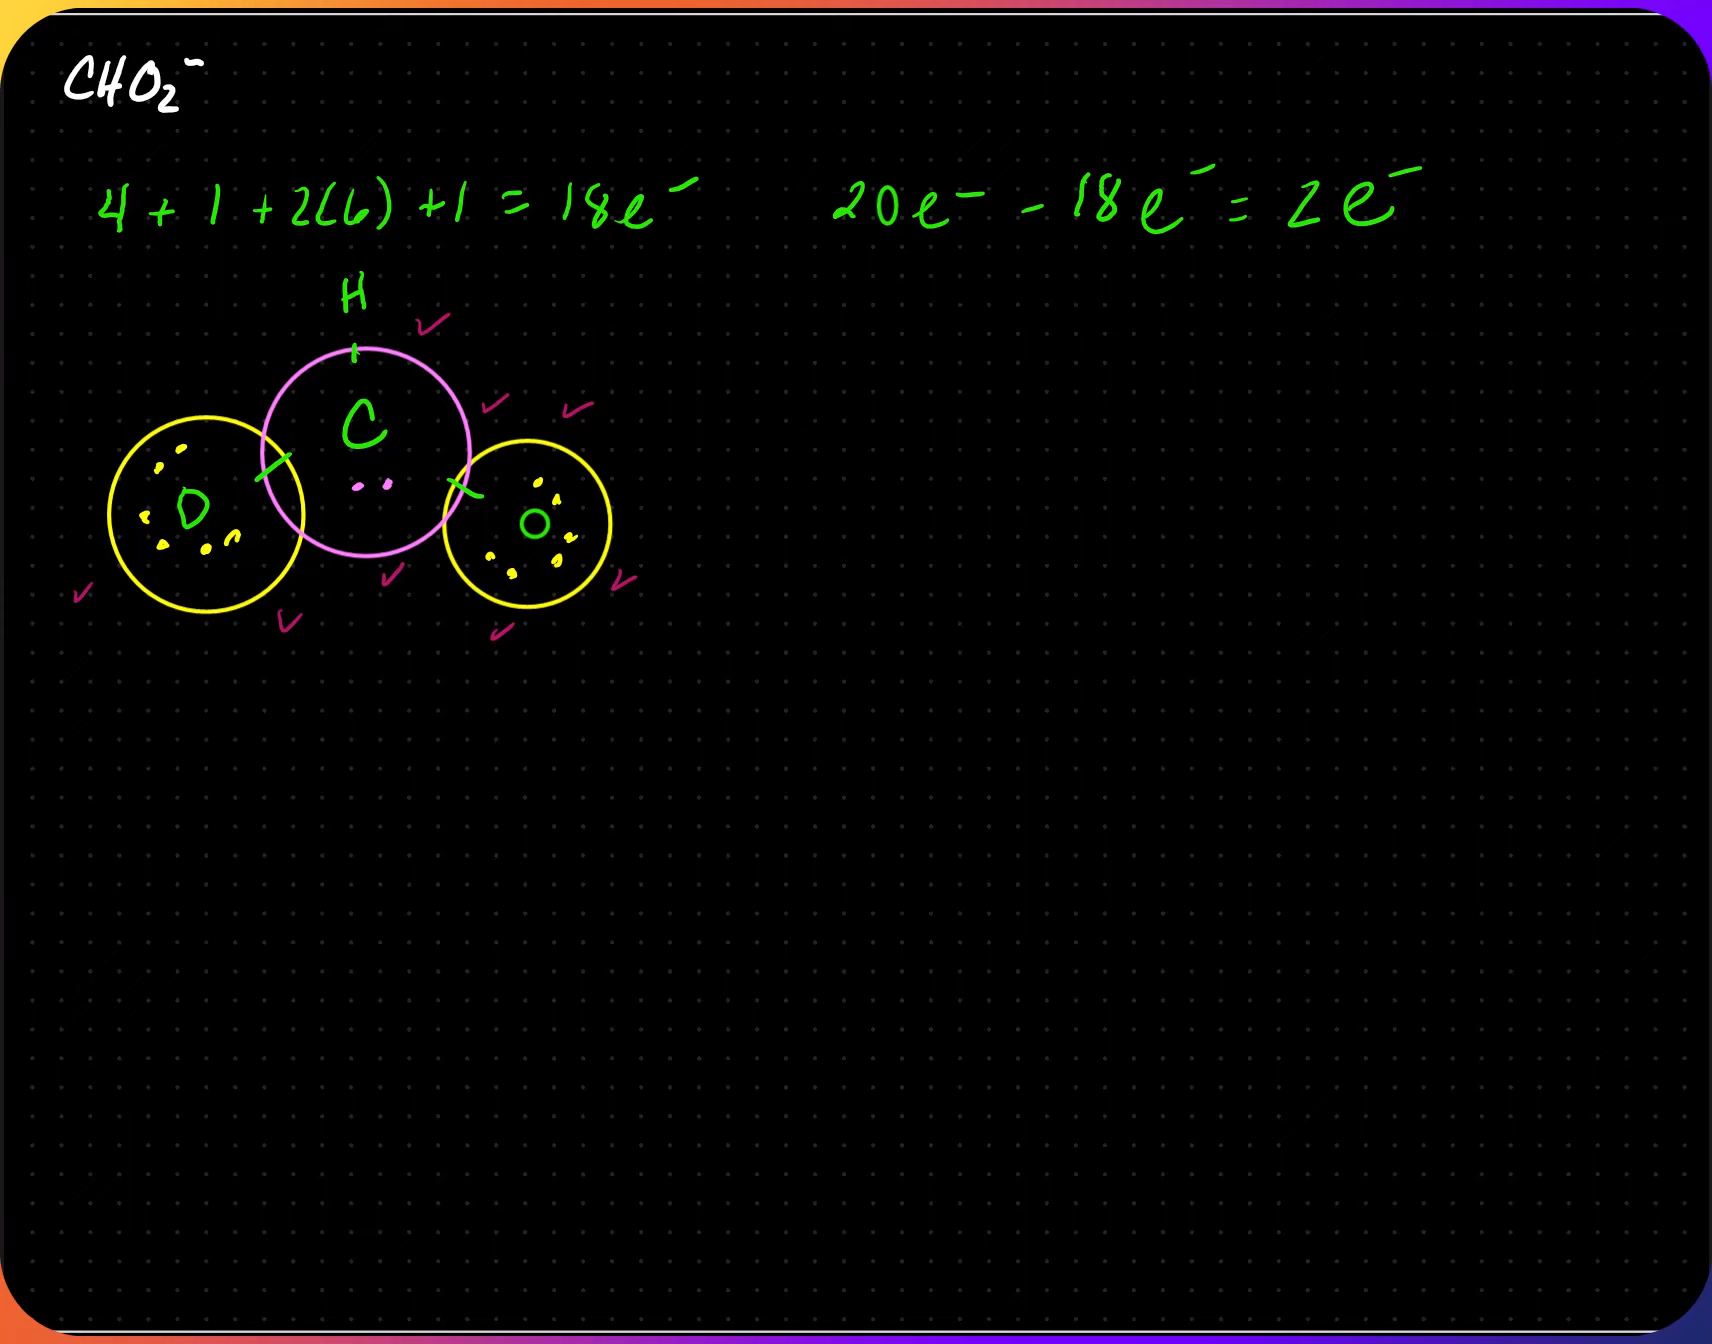 CHO₂⁻
4 + 1 + 2(6) + 1 = 18e⁻ 20e⁻ - 18e⁻ = 2e⁻
H
C
O O